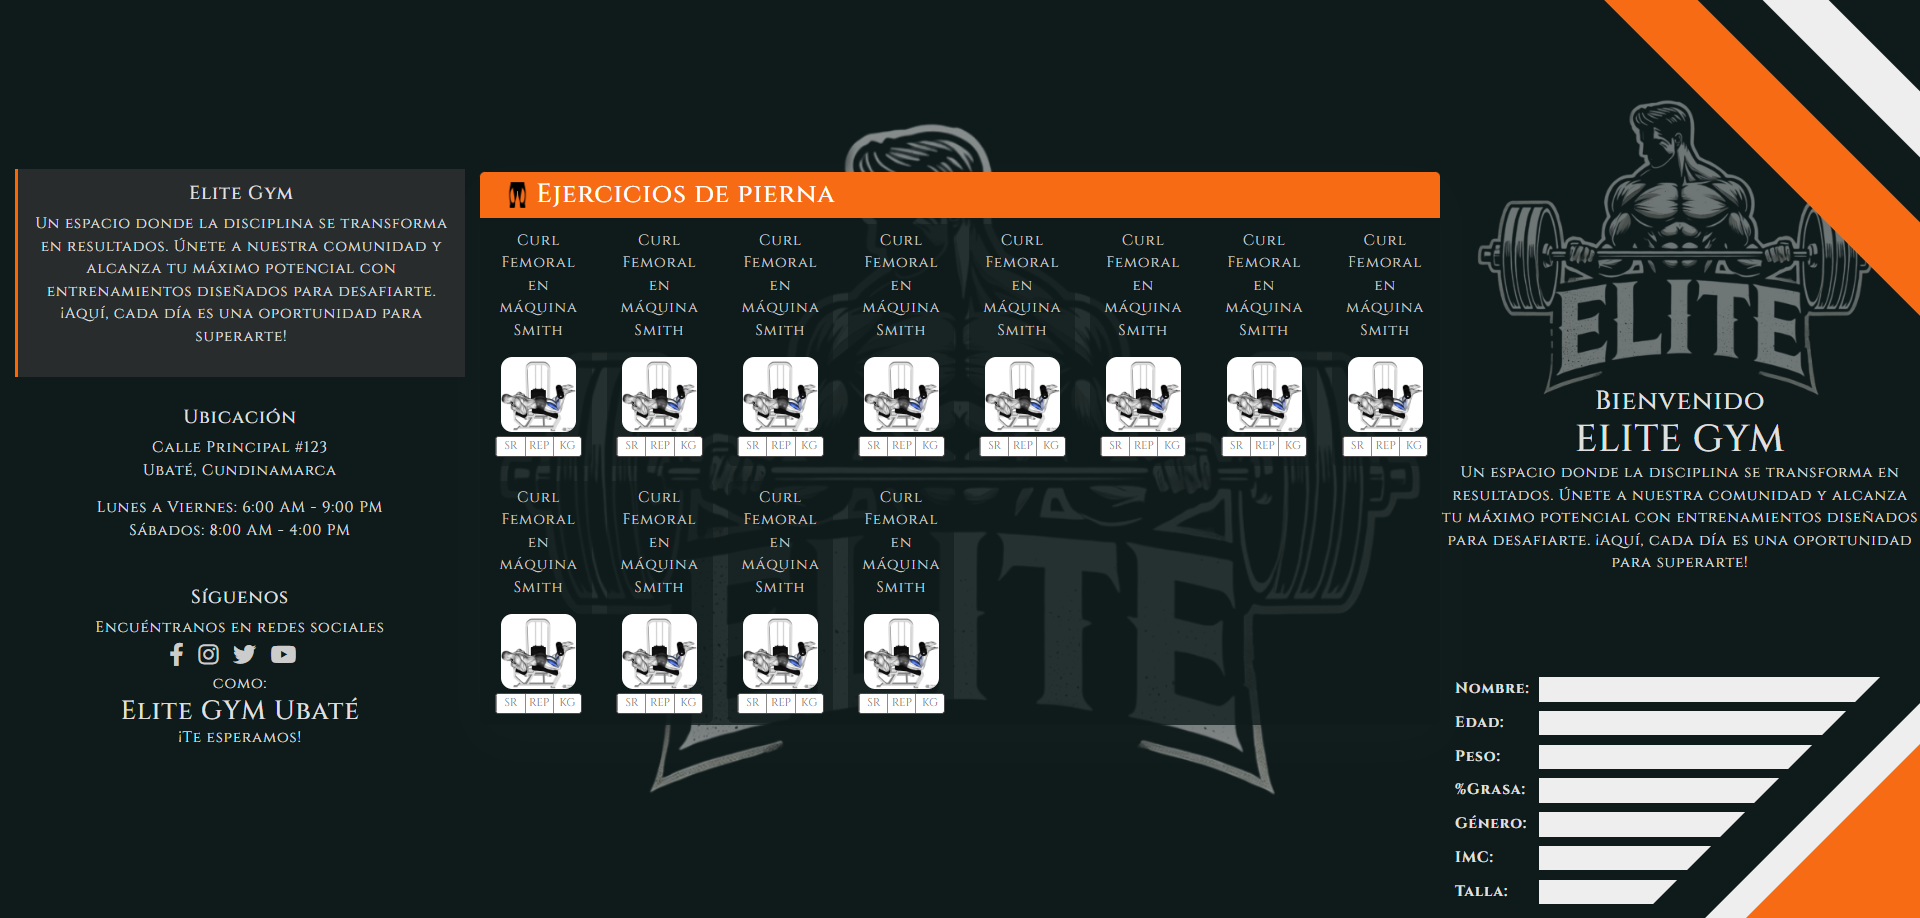 Elite Gym
Un espacio donde la disciplina se transforma
en resultados. Únete a nuestra comunidad y
alcanza tu máximo potencial con
entrenamientos diseñados para desafiarte.
¡Aquí, cada día es una oportunidad para
superarte!
Ubicación
Calle Principal #123
Ubaté, Cundinamarca
Lunes a Viernes: 6:00 AM - 9:00 PM
Sábados: 8:00 AM - 4:00 PM
Síguenos
Encuéntranos en redes sociales
como:
Elite GYM Ubaté
¡Te esperamos!
Ejercicios de pierna
Curl
Femoral
en
máquina
Smith
SR REP KG
Curl
Femoral
en
máquina
Smith
SR REP KG
Curl
Femoral
en
máquina
Smith
SR REP KG
Curl
Femoral
en
máquina
Smith
SR REP KG
Curl
Femoral
en
máquina
Smith
SR REP KG
Curl
Femoral
en
máquina
Smith
SR REP KG
Curl
Femoral
en
máquina
Smith
SR REP KG
Curl
Femoral
en
máquina
Smith
SR REP KG
Curl
Femoral
en
máquina
Smith
SR REP KG
Curl
Femoral
en
máquina
Smith
SR REP KG
Curl
Femoral
en
máquina
Smith
SR REP KG
Curl
Femoral
en
máquina
Smith
SR REP KG
ELITE
ELITE
Bienvenido
ELITE GYM
Un espacio donde la disciplina se transforma en
resultados. Únete a nuestra comunidad y alcanza
tu máximo potencial con entrenamientos diseñados
para desafiarte. ¡Aquí, cada día es una oportunidad
para superarte!
Nombre:
Edad:
Peso:
%Grasa:
Género:
IMC:
Talla: